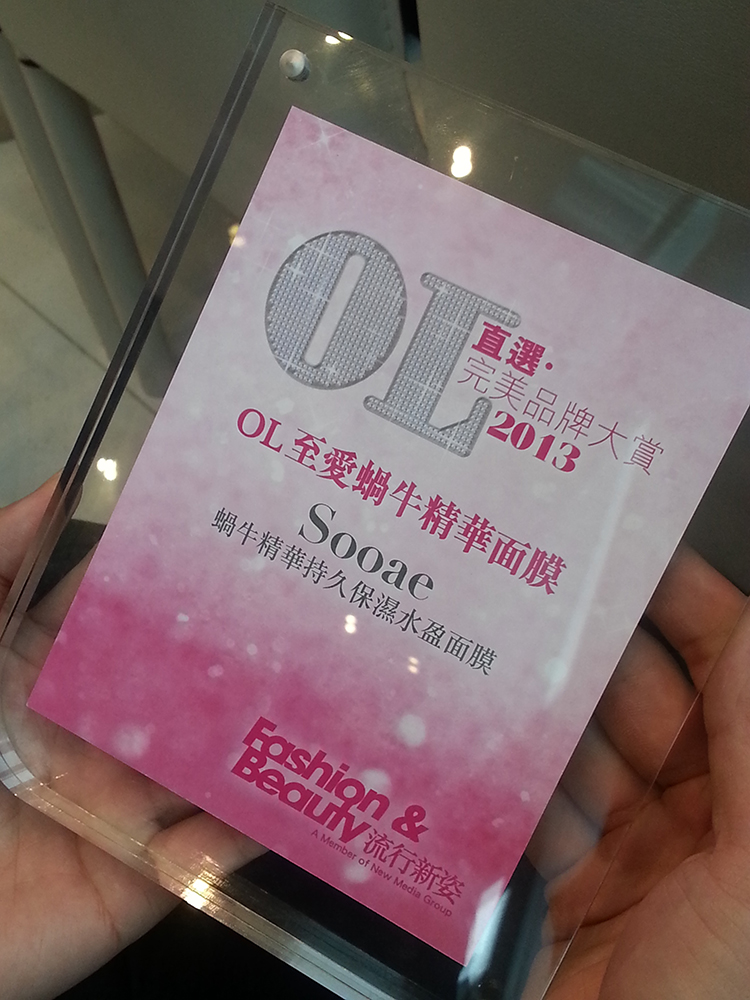 OL
直選·
完美品牌大賞
2013
OL至愛蝸牛精華面膜
Sooae
蝸牛精華持久保濕水盈面膜
Fashion &
Beauty 流行新姿
A Member of New Media Group